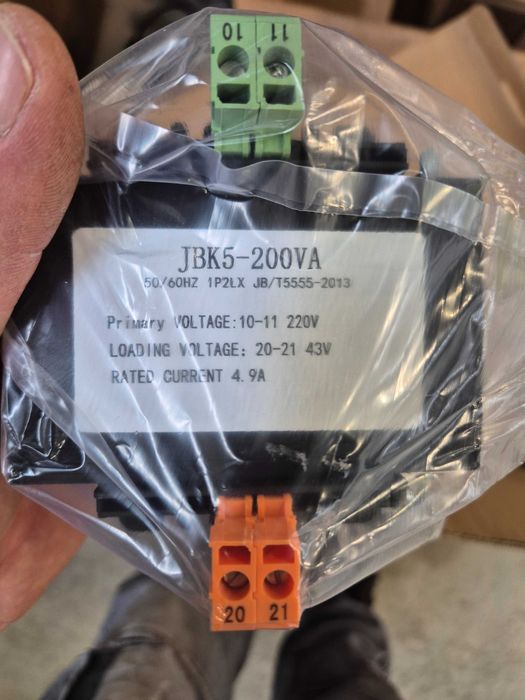 10 11
JBK5-200VA
50/60HZ 1P2LX JB/T5555-2013
Primary VOLTAGE:10-11 220V
LOADING VOLTAGE: 20-21 43V
RATED CURRENT 4.9A
20 21